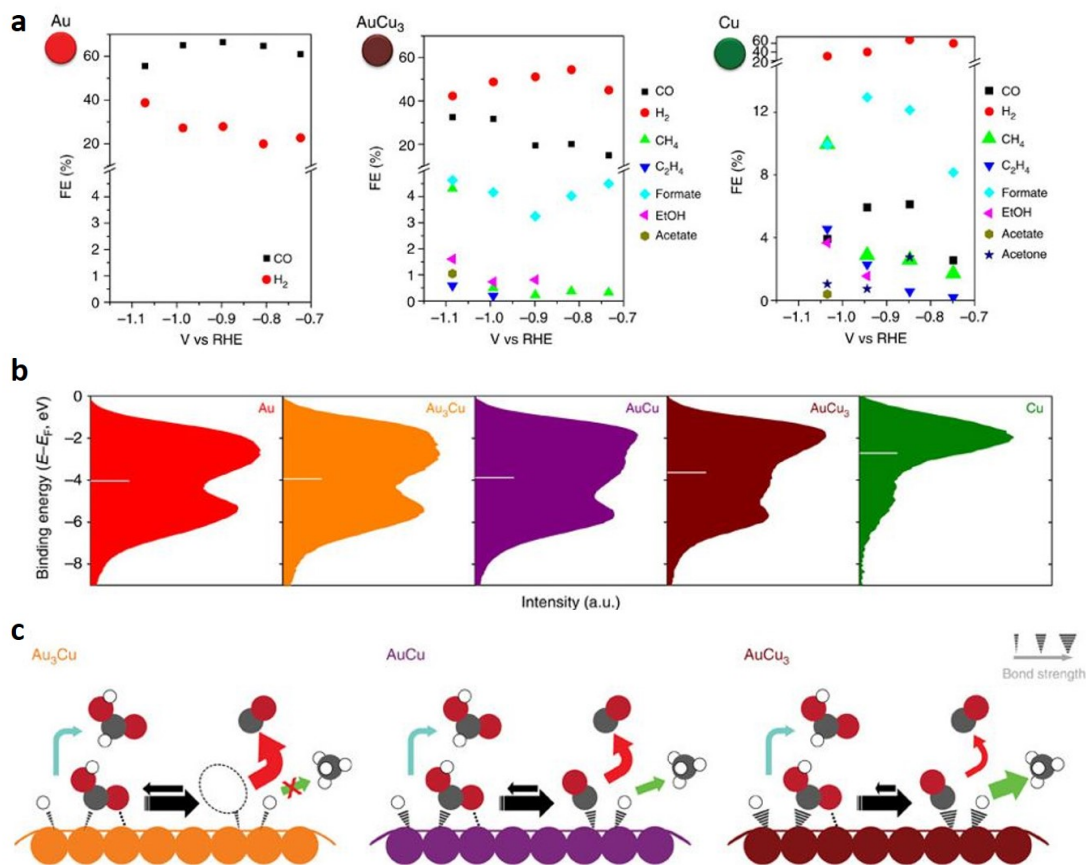 a
Au
AuCu₃
Cu
60
40
20
4
3
2
1
0
FE (%)
CO
H₂
−1.1 −1.0 −0.9 −0.8 −0.7
V vs RHE
60
40
20
4
3
2
1
0
FE (%)
−1.1 −1.0 −0.9 −0.8 −0.7
V vs RHE
CO
H₂
CH₄
C₂H₄
Formate
EtOH
Acetate
60
40
20
12
8
4
0
FE (%)
−1.1 −1.0 −0.9 −0.8 −0.7
V vs RHE
CO
H₂
CH₄
C₂H₄
Formate
EtOH
Acetate
Acetone
b
Binding energy (E–E_F, eV)
0
−2
−4
−6
−8
Au
Au₃Cu
AuCu
AuCu₃
Cu
Intensity (a.u.)
c
Au₃Cu
AuCu
AuCu₃
Bond strength